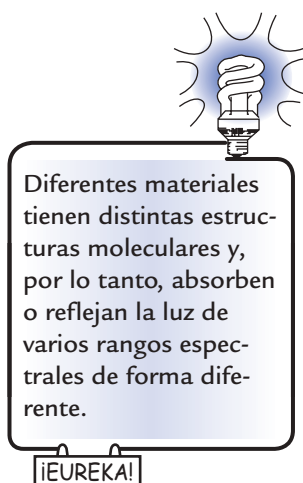 Diferentes materiales
tienen distintas estruc-
turas moleculares y,
por lo tanto, absorben
o reflejan la luz de
varios rangos espec-
trales de forma dife-
rente.
¡EUREKA!